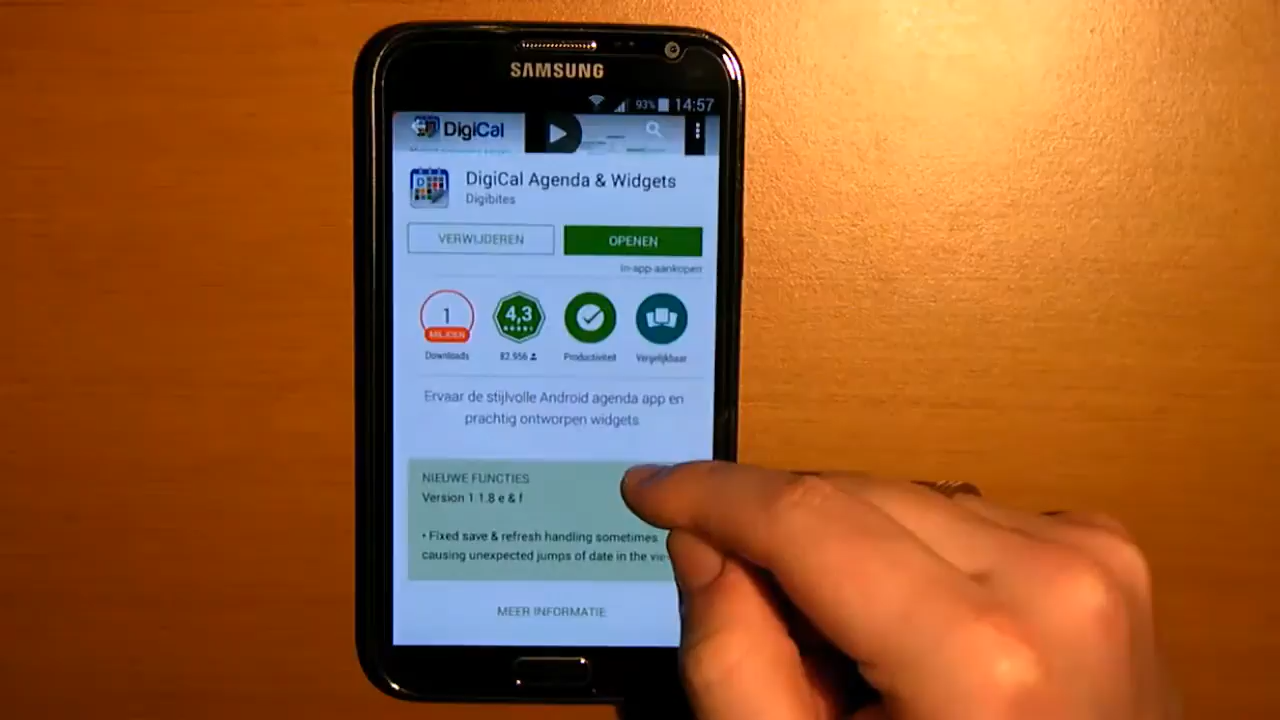 SAMSUNG
93% 14:57
DigiCal
DigiCal Agenda & Widgets
Digibites
VERWIJDEREN
OPENEN
In-app-aankopen
1
MILJOEN
4,3
Downloads
82.956
Productiviteit
Vergelijkbaar
Ervaar de stijlvolle Android agenda app en
prachtig ontworpen widgets
NIEUWE FUNCTIES
Version 1.1.8 e & f
• Fixed save & refresh handling sometimes
causing unexpected jumps of date in the vie
MEER INFORMATIE